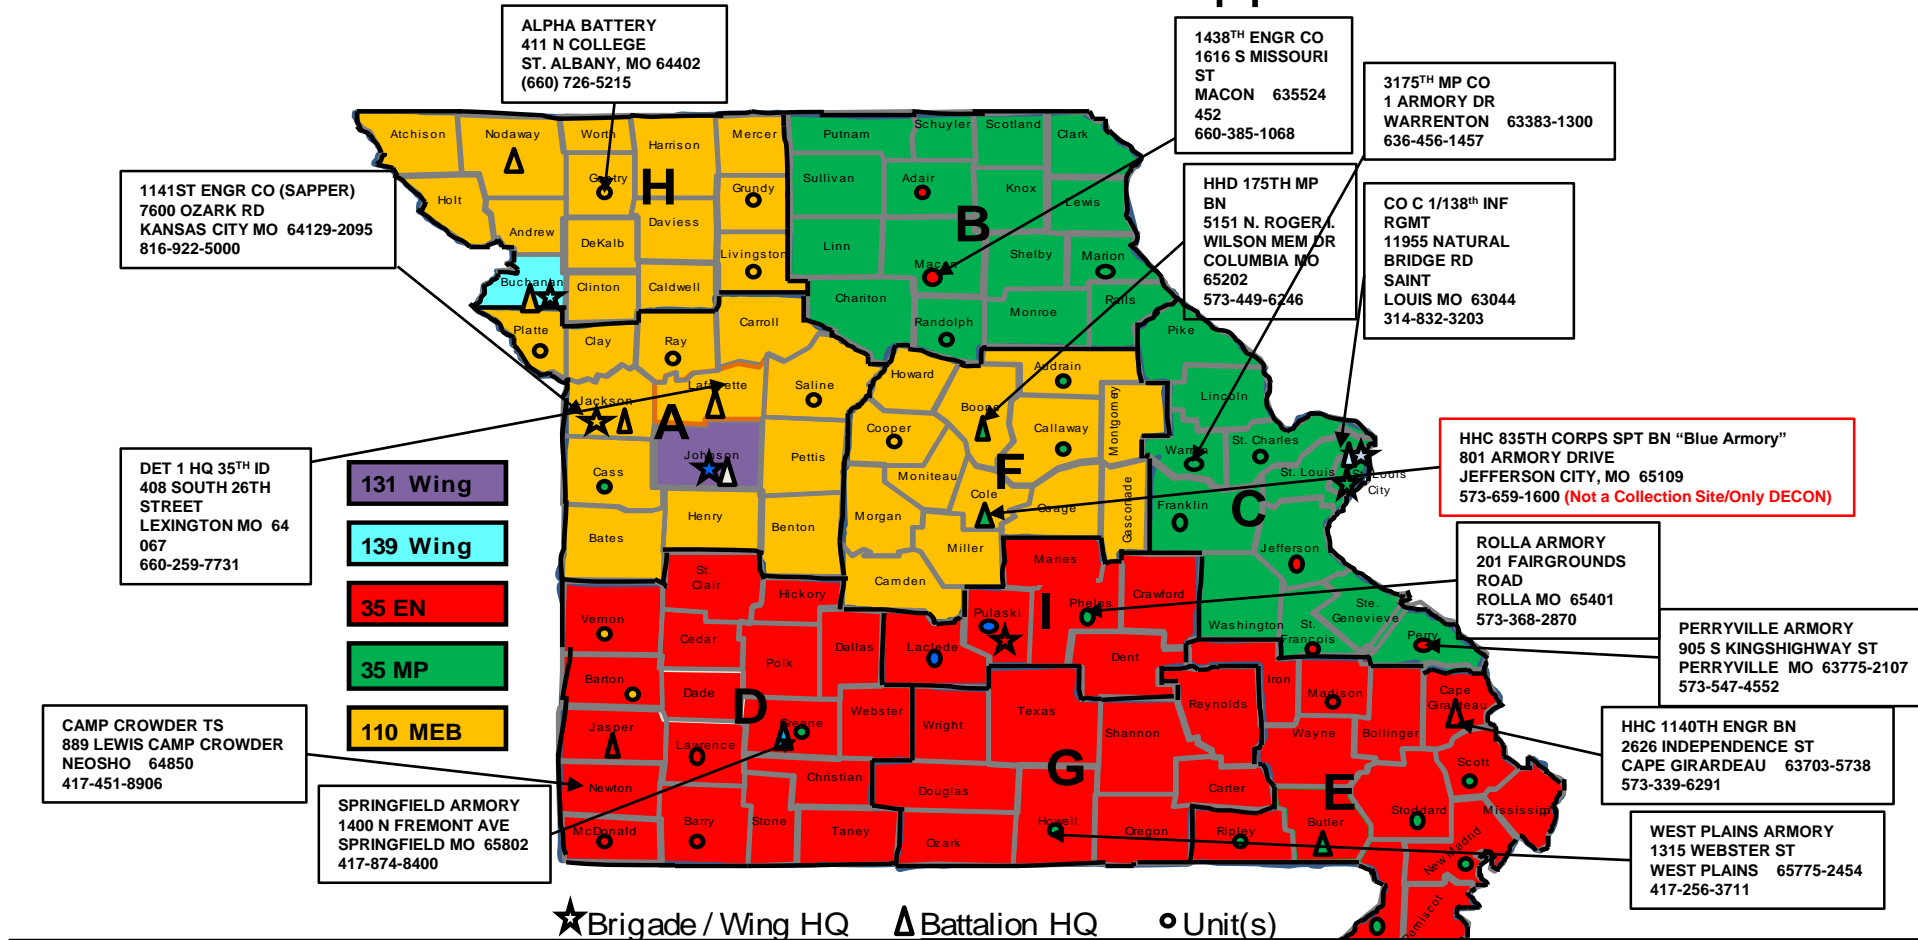 ALPHA BATTERY
411 N COLLEGE
ST. ALBANY, MO 64402
(660) 726-5215
1438TH ENGR CO
1616 S MISSOURI
ST
MACON 635524
452
660-385-1068
3175TH MP CO
1 ARMORY DR
WARRENTON 63383-1300
636-456-1457
HHD 175TH MP
BN
5151 N. ROGER I.
WILSON MEM DR
COLUMBIA MO
65202
573-449-6246
CO C 1/138th INF
RGMT
11955 NATURAL
BRIDGE RD
SAINT
LOUIS MO 63044
314-832-3203
1141ST ENGR CO (SAPPER)
7600 OZARK RD
KANSAS CITY MO 64129-2095
816-922-5000
DET 1 HQ 35TH ID
408 SOUTH 26TH
STREET
LEXINGTON MO 64
067
660-259-7731
131 Wing
139 Wing
35 EN
35 MP
110 MEB
HHC 835TH CORPS SPT BN “Blue Armory”
801 ARMORY DRIVE
JEFFERSON CITY, MO 65109
573-659-1600 (Not a Collection Site/Only DECON)
ROLLA ARMORY
201 FAIRGROUNDS
ROAD
ROLLA MO 65401
573-368-2870
PERRYVILLE ARMORY
905 S KINGSHIGHWAY ST
PERRYVILLE MO 63775-2107
573-547-4552
HHC 1140TH ENGR BN
2626 INDEPENDENCE ST
CAPE GIRARDEAU 63703-5738
573-339-6291
WEST PLAINS ARMORY
1315 WEBSTER ST
WEST PLAINS 65775-2454
417-256-3711
CAMP CROWDER TS
889 LEWIS CAMP CROWDER
NEOSHO 64850
417-451-8906
SPRINGFIELD ARMORY
1400 N FREMONT AVE
SPRINGFIELD MO 65802
417-874-8400
Atchison
Nodaway
Worth
Harrison
Mercer
Putnam
Schuyler
Scotland
Clark
Holt
Gentry
H
Grundy
Sullivan
Adair
Knox
Lewis
Andrew
DeKalb
Daviess
Livingston
Linn
B
Macon
Shelby
Marion
Buchanan
Clinton
Caldwell
Chariton
Randolph
Monroe
Ralls
Platte
Clay
Ray
Carroll
Pike
Jackson
Lafayette
Saline
Howard
Audrain
Lincoln
A
Boone
Callaway
Montgomery
Cooper
Warren
St. Charles
Cass
Johnson
Pettis
Moniteau
F
Cole
Osage
Gasconade
St. Louis
St. Louis
City
Franklin
C
Bates
Henry
Benton
Morgan
Miller
Jefferson
Camden
Maries
St.
Clair
Hickory
Pulaski
I
Phelps
Crawford
Washington
Ste.
Genevieve
St.
Francois
Perry
Vernon
Cedar
Polk
Dallas
Laclede
Dent
Iron
Madison
Cape
Girardeau
Barton
Dade
D
Webster
Wright
Texas
Shannon
Reynolds
Wayne
Bollinger
Jasper
Lawrence
Greene
Scott
Newton
Christian
Douglas
G
Carter
E
Stoddard
Mississippi
McDonald
Barry
Stone
Taney
Ozark
Howell
Oregon
Ripley
Butler
New Madrid
Pemiscot
Brigade / Wing HQ
Battalion HQ
Unit(s)